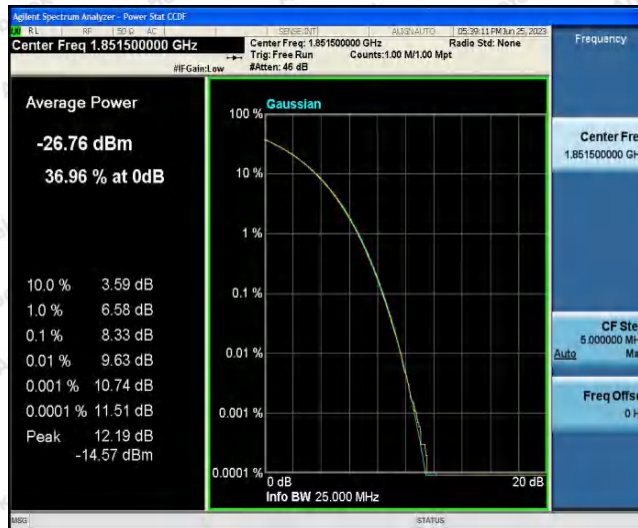 Agilent Spectrum Analyzer - Power Stat CCDF
RL RF 50 Ω AC SENSE:INT ALIGNAUTO 05:39:11 PM Jun 25, 2023
Center Freq 1.851500000 GHz
Center Freq: 1.851500000 GHz Radio Std: None
Trig: Free Run Counts:1.00 M/1.00 Mpt
#IFGain:Low #Atten: 46 dB
Frequency
Average Power
-26.76 dBm
36.96 % at 0dB
10.0 % 3.59 dB
1.0 % 6.58 dB
0.1 % 8.33 dB
0.01 % 9.63 dB
0.001 % 10.74 dB
0.0001 % 11.51 dB
Peak 12.19 dB
-14.57 dBm
Gaussian
100 %
10 %
1 %
0.1 %
0.01 %
0.001 %
0.0001 %
0 dB 20 dB
Info BW 25.000 MHz
Center Fre
1.851500000 GH
CF Ste
5.000000 MH
Auto Ma
Freq Offs
0 H
MSG STATUS